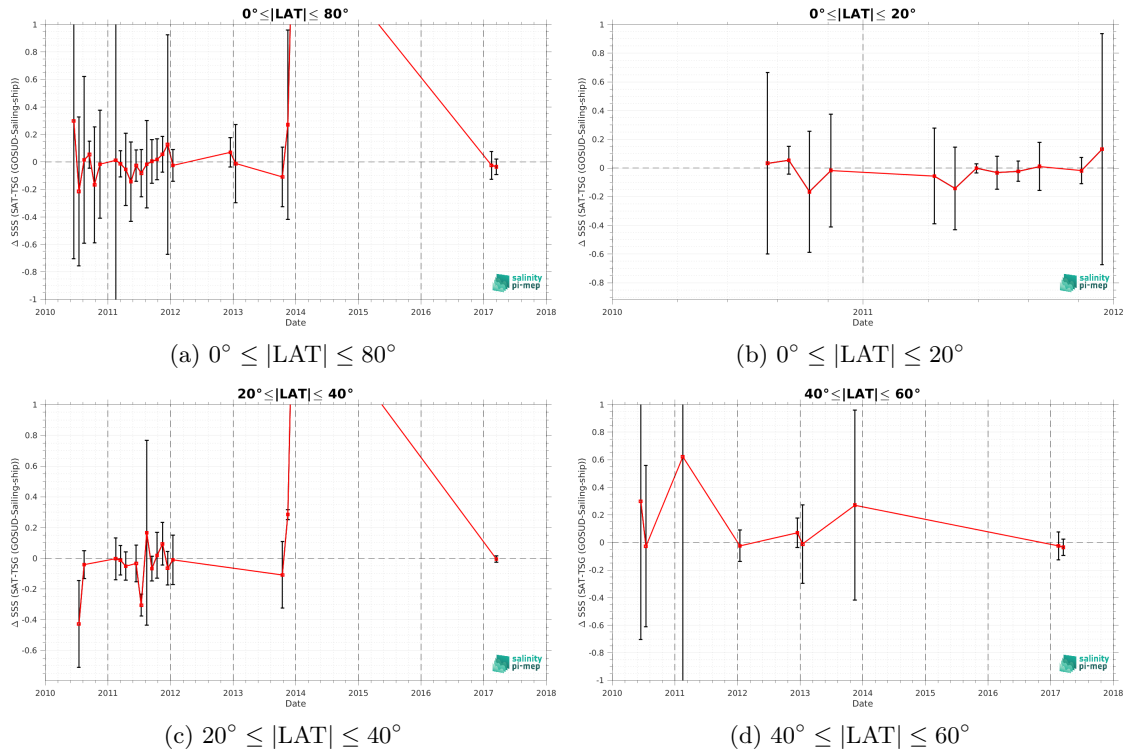 0°≤|LAT|≤ 80°
Δ SSS (SAT-TSG (GOSUD-Sailing-ship))
1
0.8
0.6
0.4
0.2
0
-0.2
-0.4
-0.6
-0.8
-1
2010 2011 2012 2013 2014 2015 2016 2017 2018
Date
salinity
pi-mep
(a) 0° ≤ |LAT| ≤ 80°
0°≤|LAT|≤ 20°
Δ SSS (SAT-TSG (GOSUD-Sailing-ship))
0.8
0.6
0.4
0.2
0
-0.2
-0.4
-0.6
-0.8
2010 2011 2012
Date
salinity
pi-mep
(b) 0° ≤ |LAT| ≤ 20°
20°≤|LAT|≤ 40°
Δ SSS (SAT-TSG (GOSUD-Sailing-ship))
1
0.8
0.6
0.4
0.2
0
-0.2
-0.4
-0.6
2010 2011 2012 2013 2014 2015 2016 2017 2018
Date
salinity
pi-mep
(c) 20° ≤ |LAT| ≤ 40°
40°≤|LAT|≤ 60°
Δ SSS (SAT-TSG (GOSUD-Sailing-ship))
1
0.8
0.6
0.4
0.2
0
-0.2
-0.4
-0.6
-0.8
-1
2010 2011 2012 2013 2014 2015 2016 2017 2018
Date
salinity
pi-mep
(d) 40° ≤ |LAT| ≤ 60°